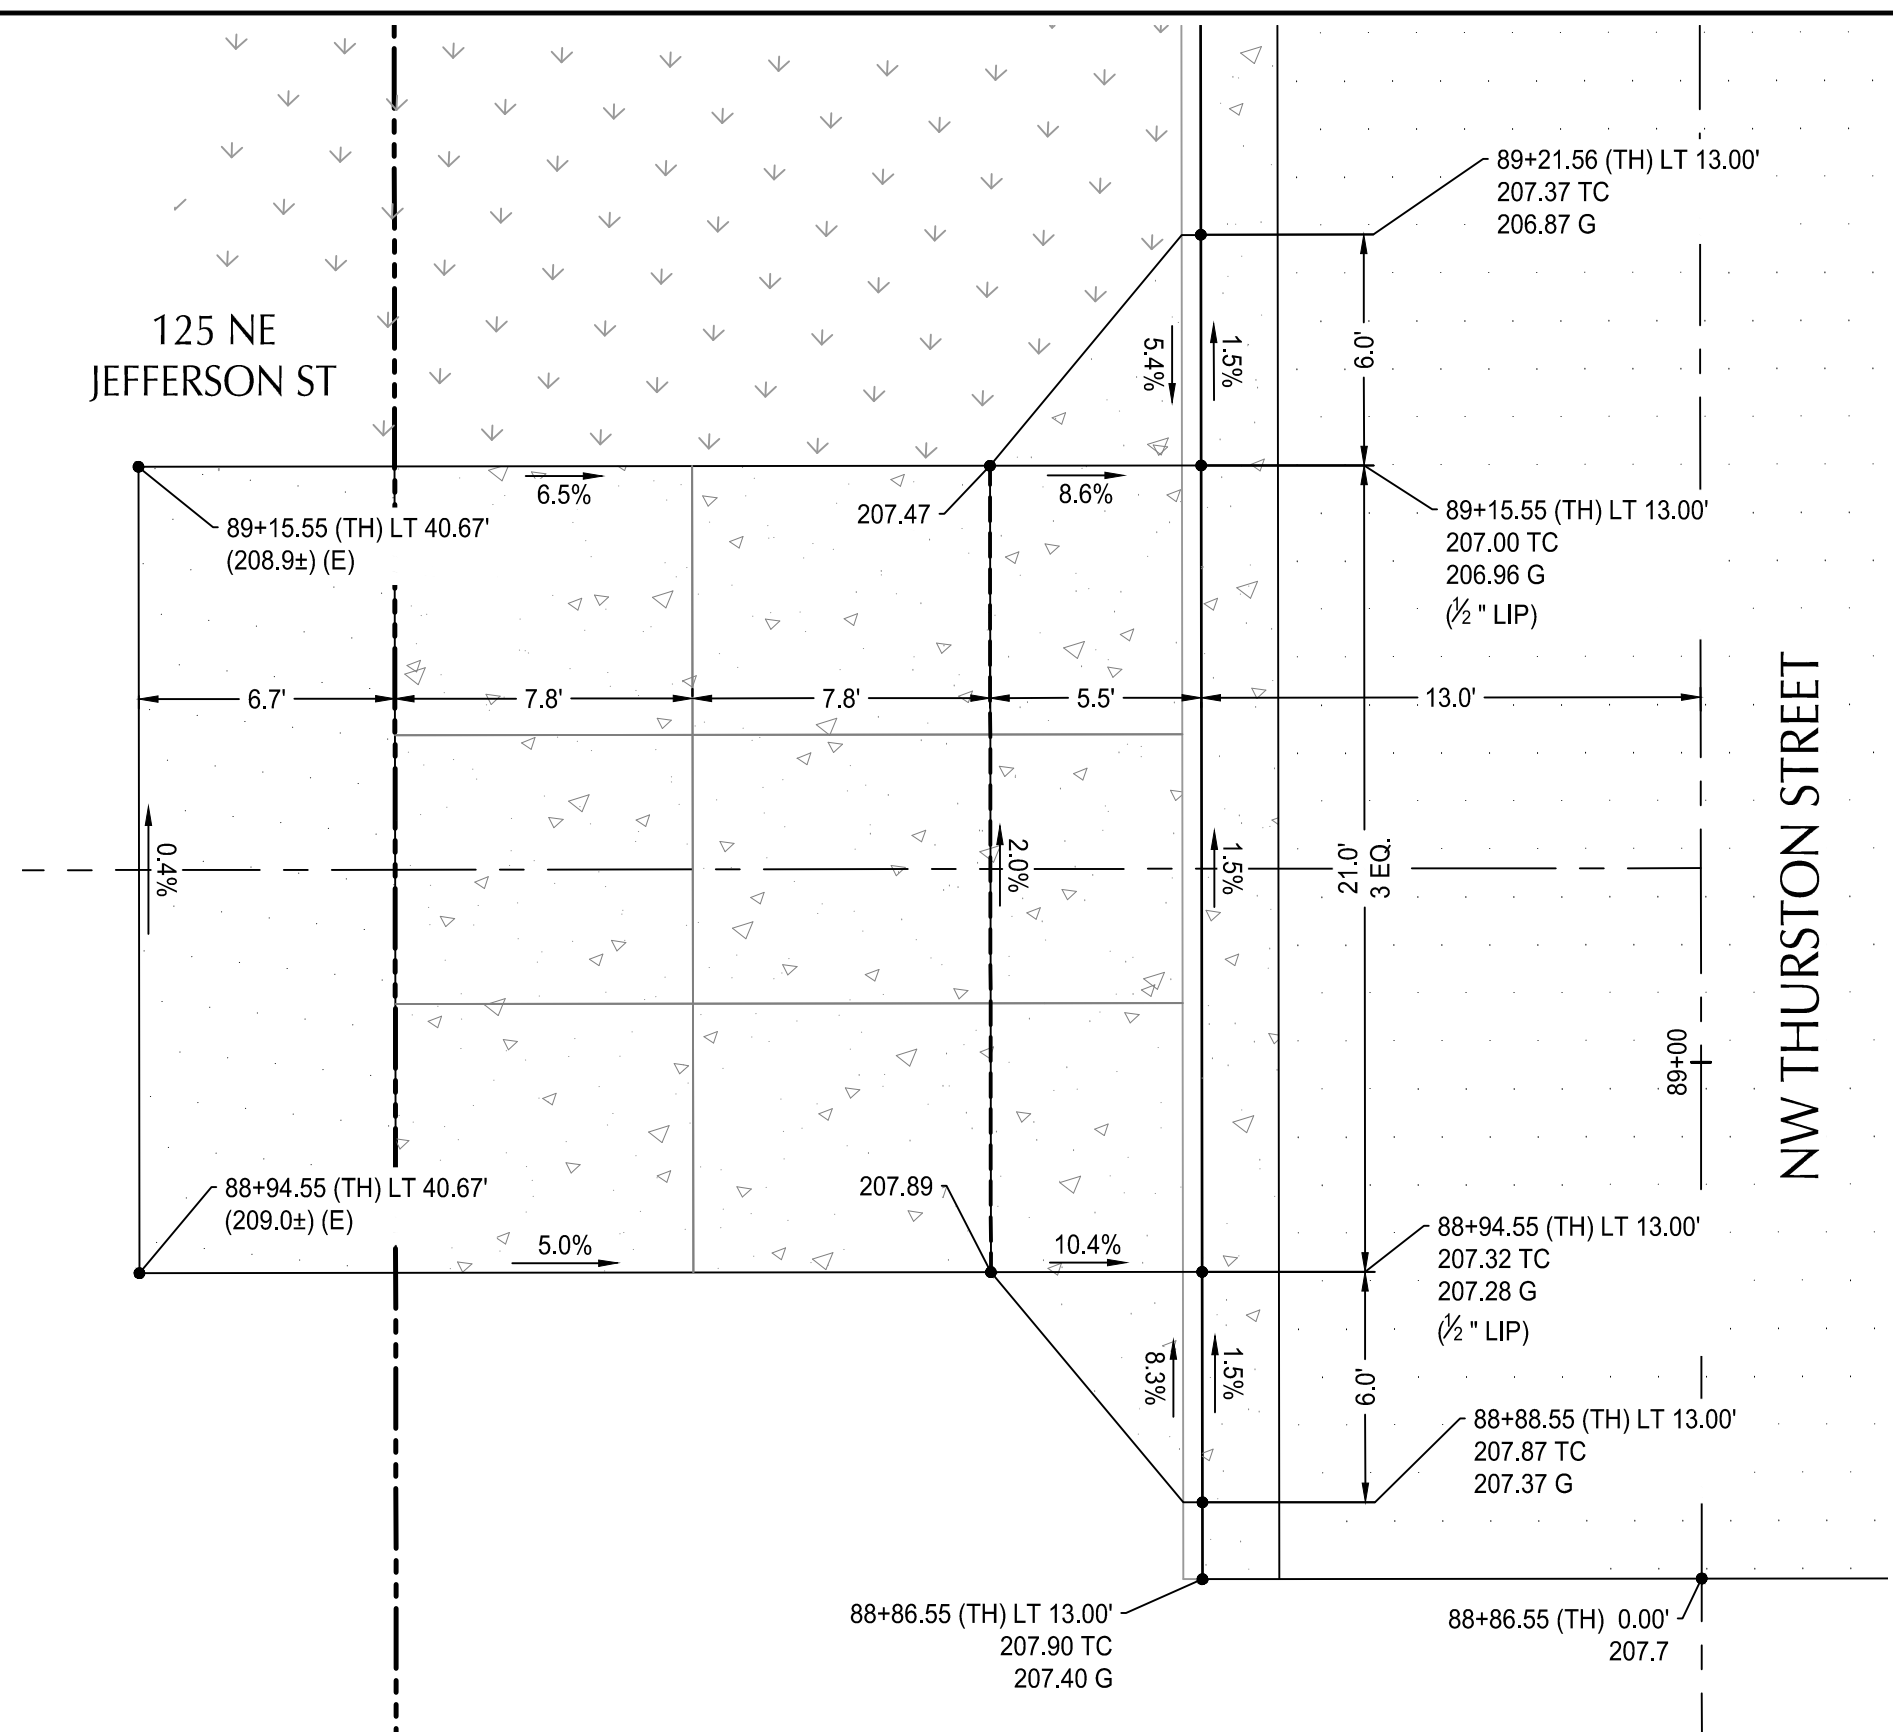 89+21.56 (TH) LT 13.00'
207.37 TC
206.87 G
125 NE
JEFFERSON ST
5.4%
1.5%
6.0'
6.5%
8.6%
89+15.55 (TH) LT 40.67'
(208.9±) (E)
207.47
89+15.55 (TH) LT 13.00'
207.00 TC
206.96 G
(½ " LIP)
6.7'
7.8'
7.8'
5.5'
13.0'
NW THURSTON STREET
0.4%
2.0%
1.5%
21.0'
3 EQ.
89+00
88+94.55 (TH) LT 40.67'
(209.0±) (E)
207.89
5.0%
10.4%
88+94.55 (TH) LT 13.00'
207.32 TC
207.28 G
(½ " LIP)
8.3%
1.5%
6.0'
88+88.55 (TH) LT 13.00'
207.87 TC
207.37 G
88+86.55 (TH) LT 13.00'
207.90 TC
207.40 G
88+86.55 (TH) 0.00'
207.7